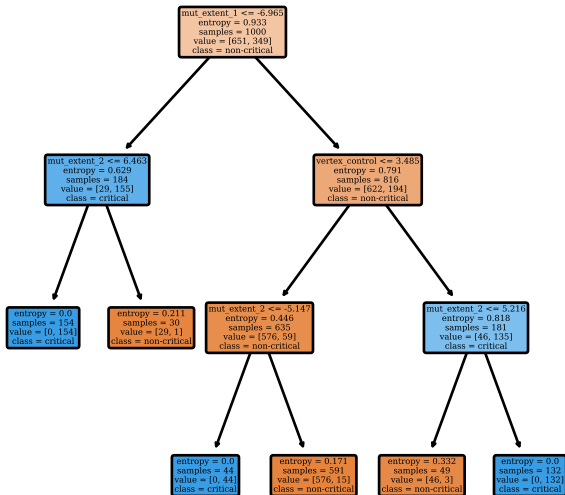 mut_extent_1 <= -6.965
entropy = 0.933
samples = 1000
value = [651, 349]
class = non-critical
mut_extent_2 <= 6.463
entropy = 0.629
samples = 184
value = [29, 155]
class = critical
vertex_control <= 3.485
entropy = 0.791
samples = 816
value = [622, 194]
class = non-critical
entropy = 0.0
samples = 154
value = [0, 154]
class = critical
entropy = 0.211
samples = 30
value = [29, 1]
class = non-critical
mut_extent_2 <= -5.147
entropy = 0.446
samples = 635
value = [576, 59]
class = non-critical
mut_extent_2 <= 5.216
entropy = 0.818
samples = 181
value = [46, 135]
class = critical
entropy = 0.0
samples = 44
value = [0, 44]
class = critical
entropy = 0.171
samples = 591
value = [576, 15]
class = non-critical
entropy = 0.332
samples = 49
value = [46, 3]
class = non-critical
entropy = 0.0
samples = 132
value = [0, 132]
class = critical